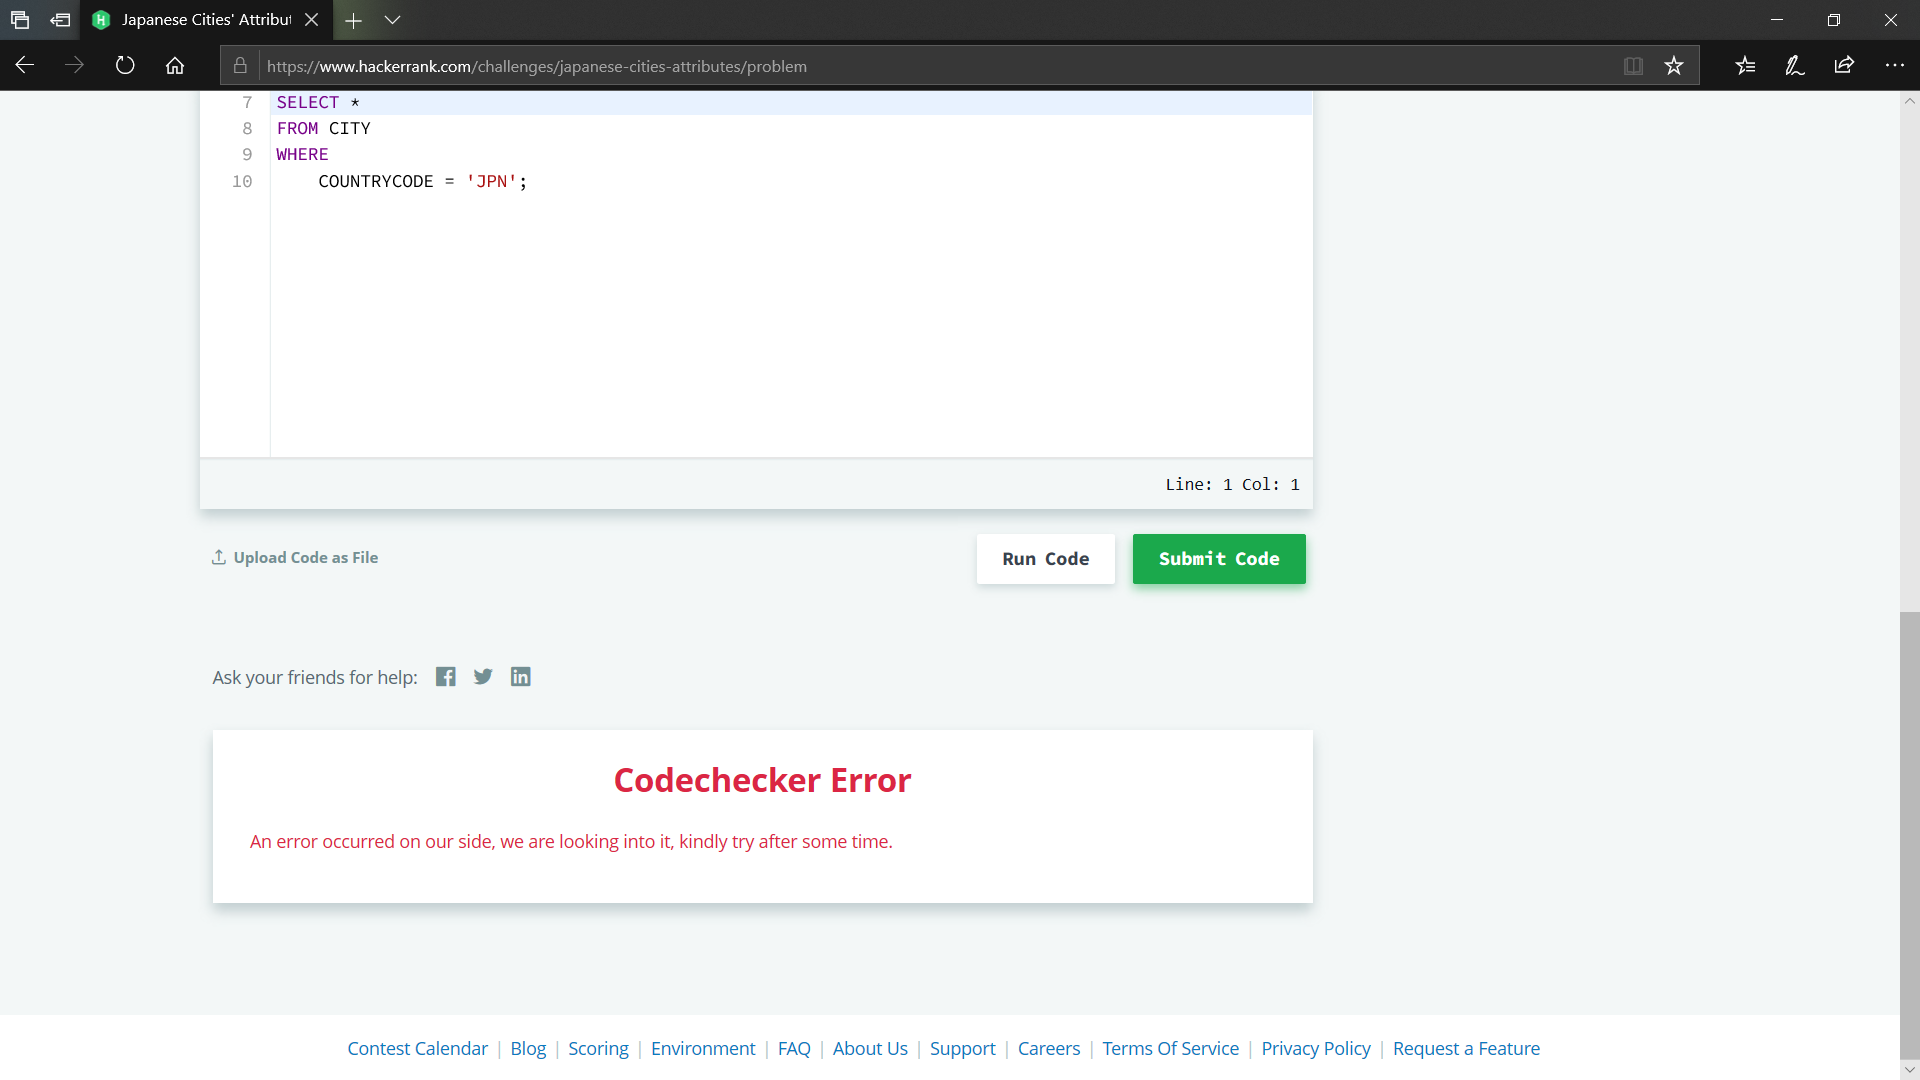 Japanese Cities' Attribut
https://www.hackerrank.com/challenges/japanese-cities-attributes/problem
7 SELECT *
8 FROM CITY
9 WHERE
10 COUNTRYCODE = 'JPN';
Line: 1 Col: 1
Upload Code as File
Run Code
Submit Code
Ask your friends for help:
Codechecker Error
An error occurred on our side, we are looking into it, kindly try after some time.
Contest Calendar | Blog | Scoring | Environment | FAQ | About Us | Support | Careers | Terms Of Service | Privacy Policy | Request a Feature